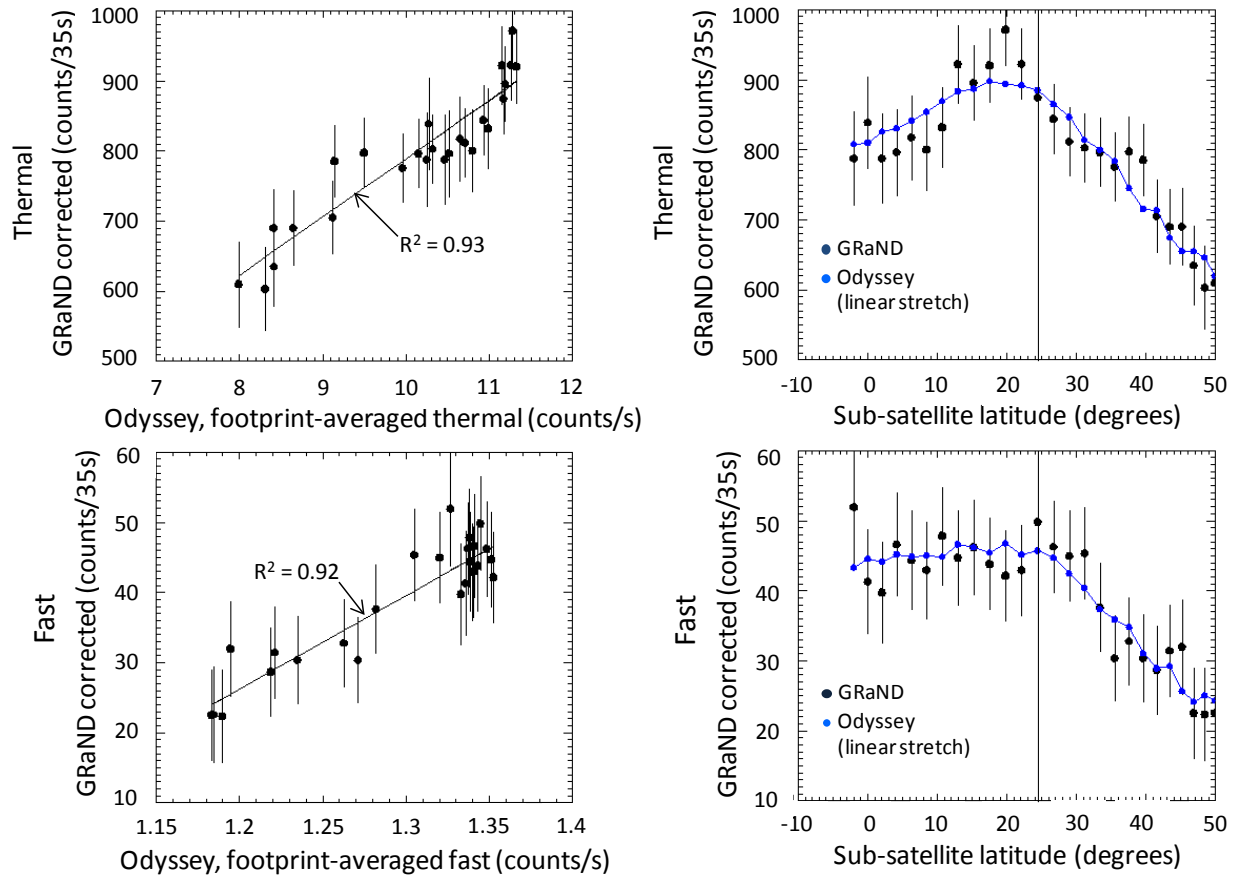 Thermal
GRaND corrected (counts/35s)
1000
900
800
700
600
500
R² = 0.93
7 8 9 10 11 12
Odyssey, footprint-averaged thermal (counts/s)
Thermal
GRaND corrected (counts/35s)
1000
900
800
700
600
500
GRaND
Odyssey
(linear stretch)
-10 0 10 20 30 40 50
Sub-satellite latitude (degrees)
Fast
GRaND corrected (counts/35s)
60
50
40
30
20
10
R² = 0.92
1.15 1.2 1.25 1.3 1.35 1.4
Odyssey, footprint-averaged fast (counts/s)
Fast
GRaND corrected (counts/35s)
60
50
40
30
20
10
GRaND
Odyssey
(linear stretch)
-10 0 10 20 30 40 50
Sub-satellite latitude (degrees)